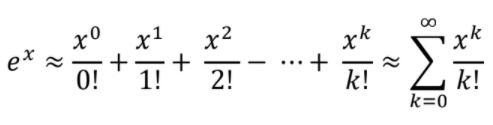 e^x ≈ x^0/0! + x^1/1! + x^2/2! − ⋯ + x^k/k! ≈ ∑_{k=0}^{∞} x^k/k!